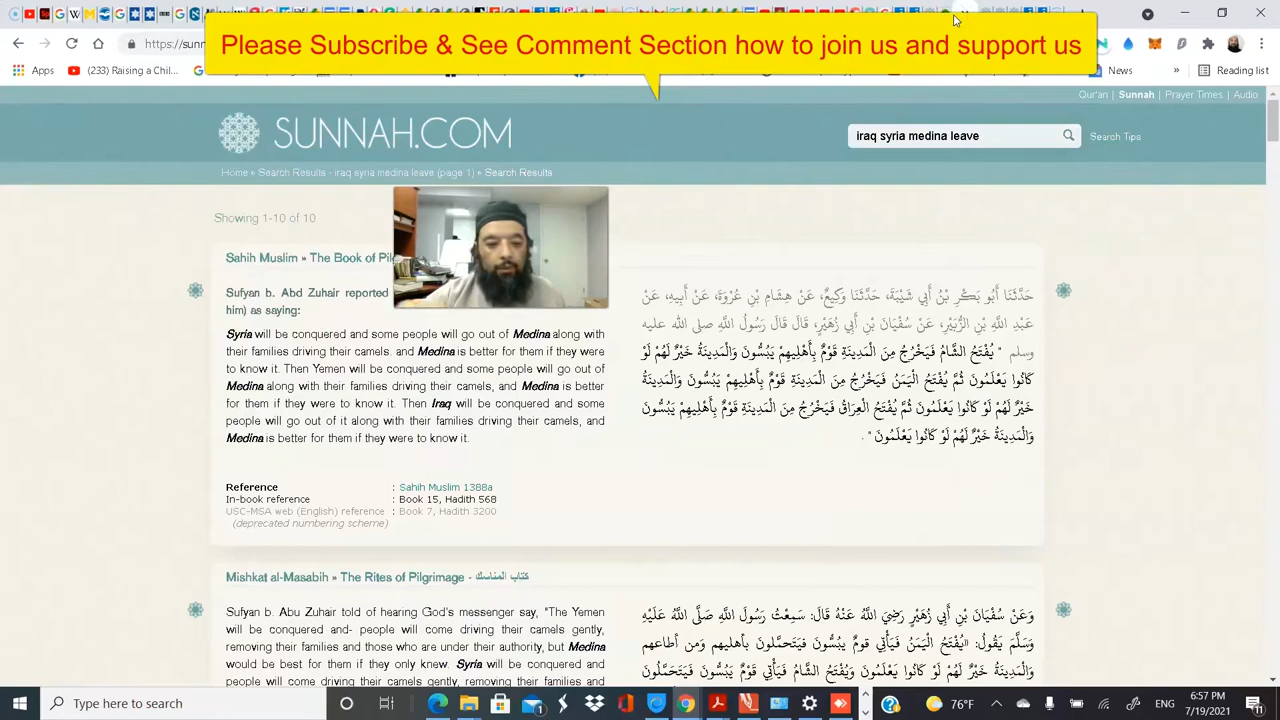 Please Subscribe & See Comment Section how to join us and support us
https://sunn
Apps
(233) Raising a Chil
News
»
Reading list
Qur'an | Sunnah | Prayer Times | Audio
SUNNAH.COM
iraq syria medina leave
Search Tips
Home » Search Results - iraq syria medina leave (page 1) » Search Results
Showing 1-10 of 10
Sahih Muslim » The Book of Pil
Sufyan b. Abd Zuhair reported
him) as saying:
Syria will be conquered and some people will go out of Medina along with
their families driving their camels. and Medina is better for them if they were
to know it. Then Yemen will be conquered and some people will go out of
Medina along with their families driving their camels, and Medina is better
for them if they were to know it. Then Iraq will be conquered and some
people will go out of it along with their families driving their camels, and
Medina is better for them if they were to know it.
حَدَّثَنَا أَبُو بَكْرِ بْنُ أَبِي شَيْبَةَ، حَدَّثَنَا وَكِيعٌ، عَنْ هِشَامِ بْنِ عُرْوَةَ، عَنْ أَبِيهِ، عَنْ
عَبْدِ اللَّهِ بْنِ الزُّبَيْرِ، عَنْ سُفْيَانَ بْنِ أَبِي زُهَيْرٍ، قَالَ قَالَ رَسُولُ اللَّهِ صلى الله عليه
وسلم ‏"‏ يُفْتَحُ الشَّامُ فَيَخْرُجُ مِنَ الْمَدِينَةِ قَوْمٌ بِأَهْلِيهِمْ يَبُسُّونَ وَالْمَدِينَةُ خَيْرٌ لَهُمْ لَوْ
كَانُوا يَعْلَمُونَ ثُمَّ يُفْتَحُ الْيَمَنُ فَيَخْرُجُ مِنَ الْمَدِينَةِ قَوْمٌ بِأَهْلِيهِمْ يَبُسُّونَ وَالْمَدِينَةُ
خَيْرٌ لَهُمْ لَوْ كَانُوا يَعْلَمُونَ ثُمَّ يُفْتَحُ الْعِرَاقُ فَيَخْرُجُ مِنَ الْمَدِينَةِ قَوْمٌ بِأَهْلِيهِمْ يَبُسُّونَ
وَالْمَدِينَةُ خَيْرٌ لَهُمْ لَوْ كَانُوا يَعْلَمُونَ ‏"‏ ‏.‏
Reference : Sahih Muslim 1388a
In-book reference : Book 15, Hadith 568
USC-MSA web (English) reference : Book 7, Hadith 3200
(deprecated numbering scheme)
Mishkat al-Masabih » The Rites of Pilgrimage - كتاب المناسك
Sufyan b. Abu Zuhair told of hearing God's messenger say, "The Yemen
will be conquered and- people will come driving their camels gently,
removing their families and those who are under their authority, but Medina
would be best for them if they only knew. Syria will be conquered and
people will come driving their camels gently, removing their families and
وَعَنْ سُفْيَانَ بْنِ أَبِي زُهَيْرٍ رَضِيَ اللَّهُ عَنْهُ قَالَ: سَمِعْتُ رَسُولَ اللَّهِ صَلَّى اللَّهُ عَلَيْهِ
وَسَلَّمَ يَقُولُ: «يُفْتَحُ الْيَمَنُ فَيَأْتِي قومٌ يبُسُّونَ فيَتحمَّلونَ بأهليهِم ومن أطاعهم
وَالْمَدِينَةُ خَيْرٌ لَهُمْ لَوْ كَانُوا يَعْلَمُونَ وَيُفْتَحُ الشَّامُ فَيَأْتِي قَوْمٌ يَبُسُّونَ فَيَتَحَمَّلُونَ
Type here to search
76°F
6:57 PM
7/19/2021